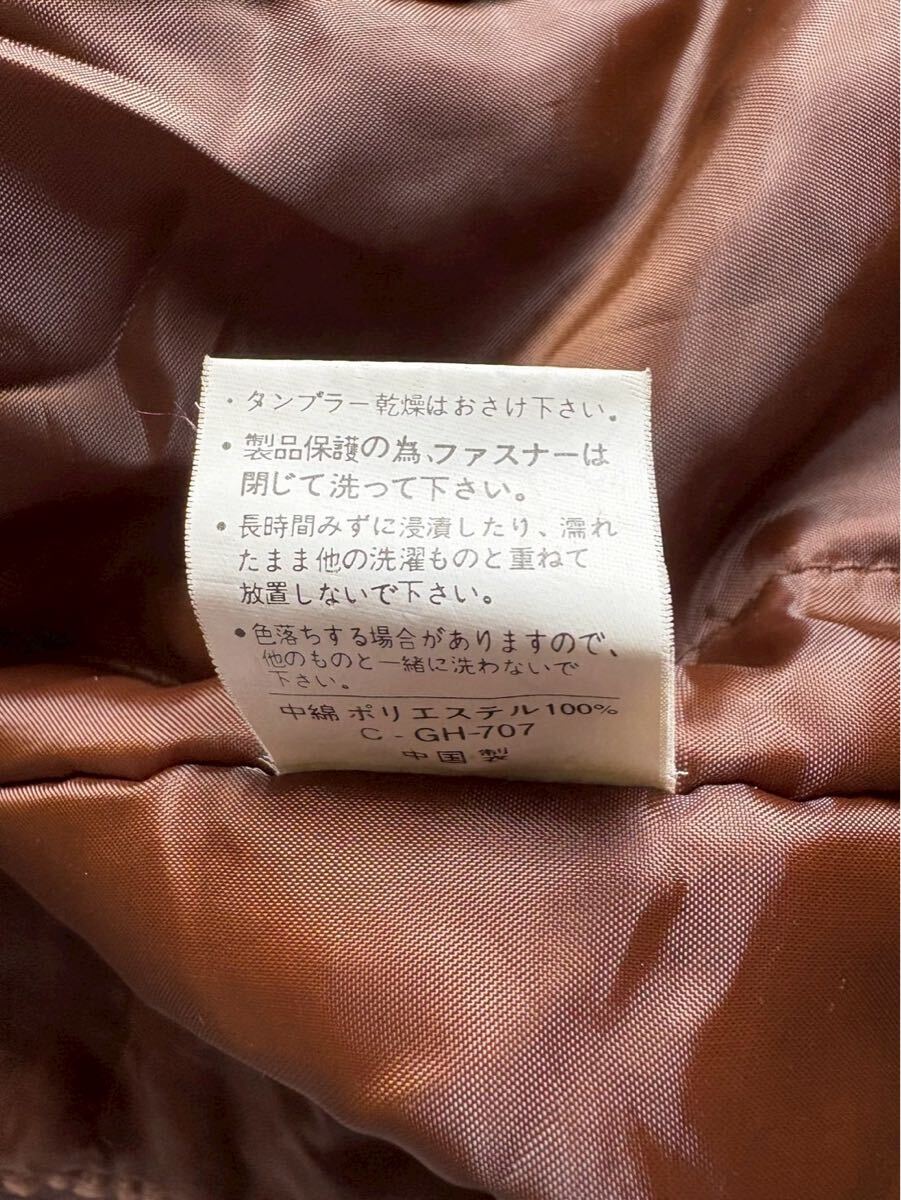 ・タンブラー乾燥はおさけ下さい。
・製品保護の為、ファスナーは
閉じて洗って下さい。
・長時間みずに浸漬したり、濡れ
たまま他の洗濯ものと重ねて
放置しないで下さい。
・色落ちする場合がありますので、
他のものと一緒に洗わないで
下さい。
中綿 ポリエステル100%
C - GH-707
中国製